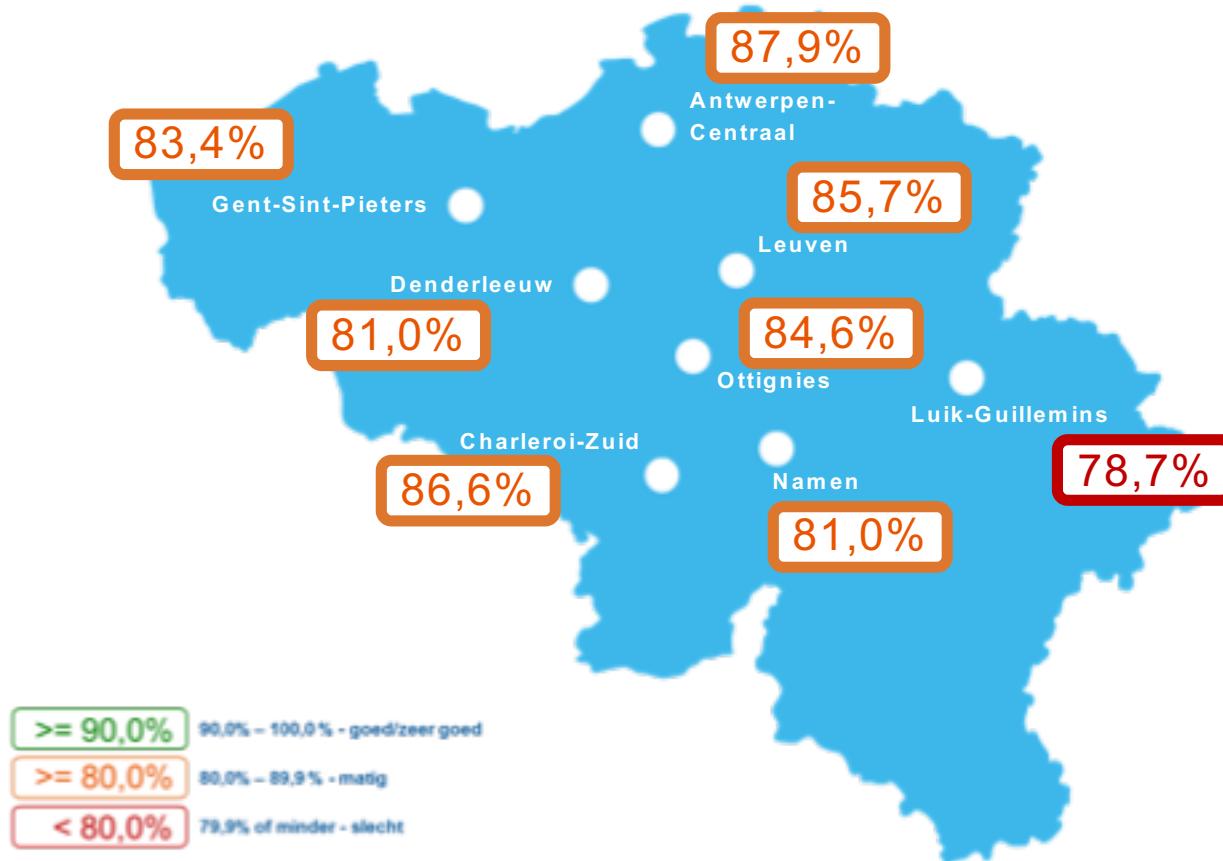 87,9%
Antwerpen-
Centraal
83,4%
85,7%
Gent-Sint-Pieters
Leuven
Denderleeuw
81,0%
84,6%
Ottignies
Luik-Guillemins
Charleroi-Zuid
86,6%
Namen
78,7%
81,0%
>= 90,0% 90,0% – 100,0 % - goed/zeer goed
>= 80,0% 80,0% – 89,9 % - matig
< 80,0% 79,9% of minder - slecht